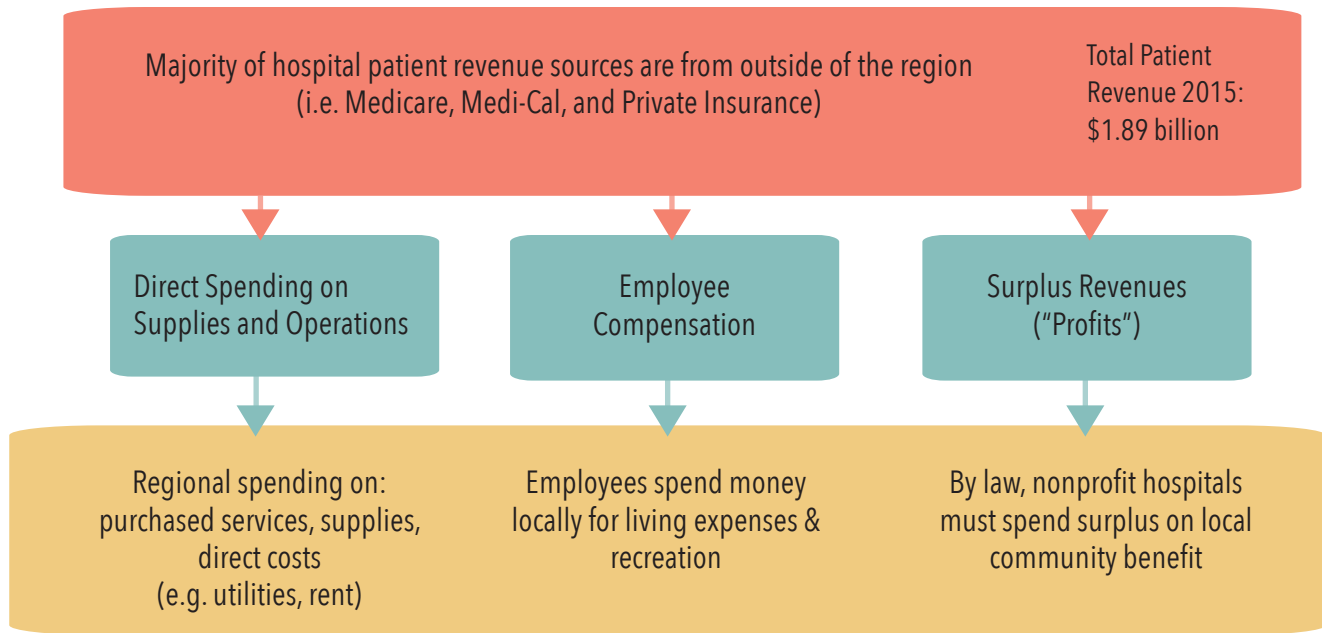 Majority of hospital patient revenue sources are from outside of the region
(i.e. Medicare, Medi-Cal, and Private Insurance)
Total Patient
Revenue 2015:
$1.89 billion
Direct Spending on
Supplies and Operations
Employee
Compensation
Surplus Revenues
(“Profits”)
Regional spending on:
purchased services, supplies,
direct costs
(e.g. utilities, rent)
Employees spend money
locally for living expenses &
recreation
By law, nonprofit hospitals
must spend surplus on local
community benefit